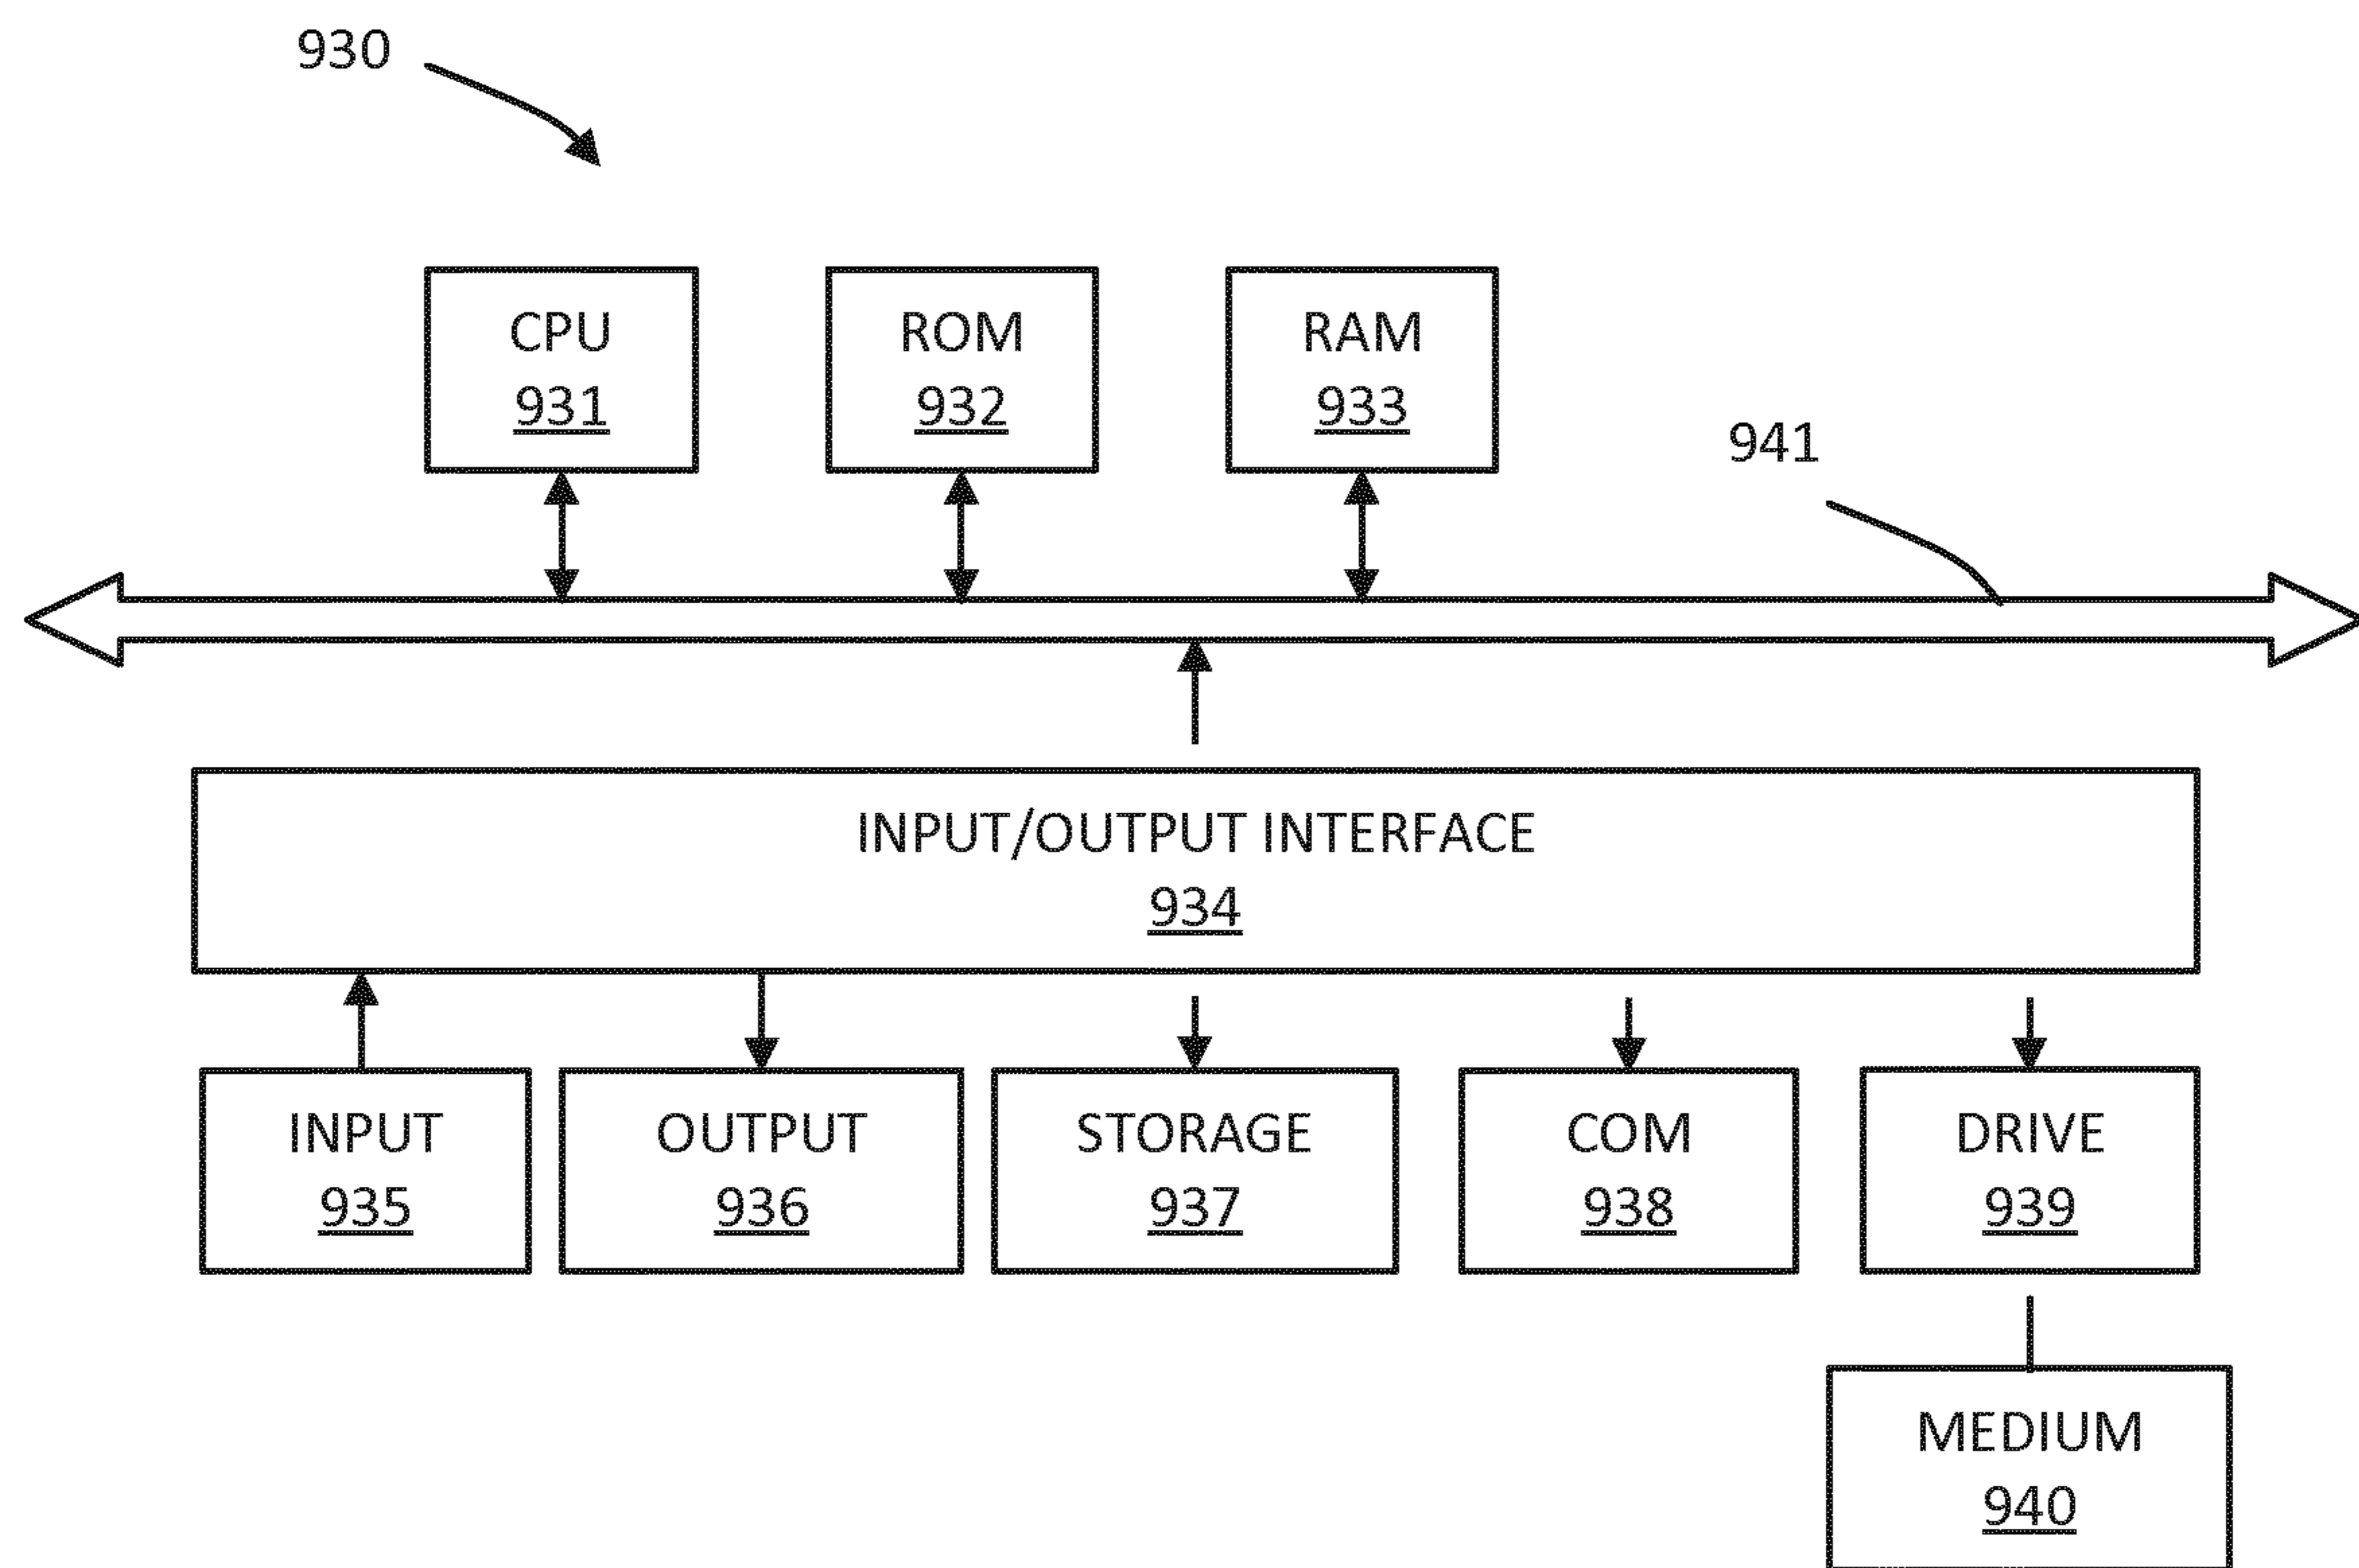 930
CPU
931
ROM
932
RAM
933
941
INPUT/OUTPUT INTERFACE
934
INPUT
935
OUTPUT
936
STORAGE
937
COM
938
DRIVE
939
MEDIUM
940